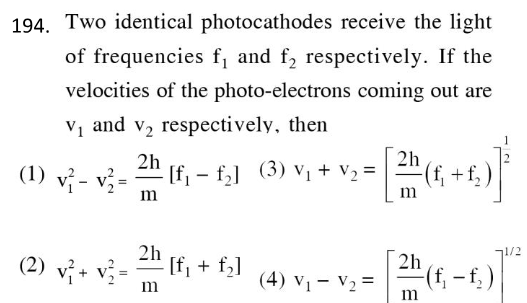 194. Two identical photocathodes receive the light
of frequencies f₁ and f₂ respectively. If the
velocities of the photo-electrons coming out are
v₁ and v₂ respectively, then
(1) v₁² - v₂² = 2h/m [f₁ – f₂] (3) v₁ + v₂ = [2h/m (f₁ + f₂)]^(1/2)
(2) v₁² + v₂² = 2h/m [f₁ + f₂] (4) v₁ – v₂ = [2h/m (f₁ – f₂)]^(1/2)